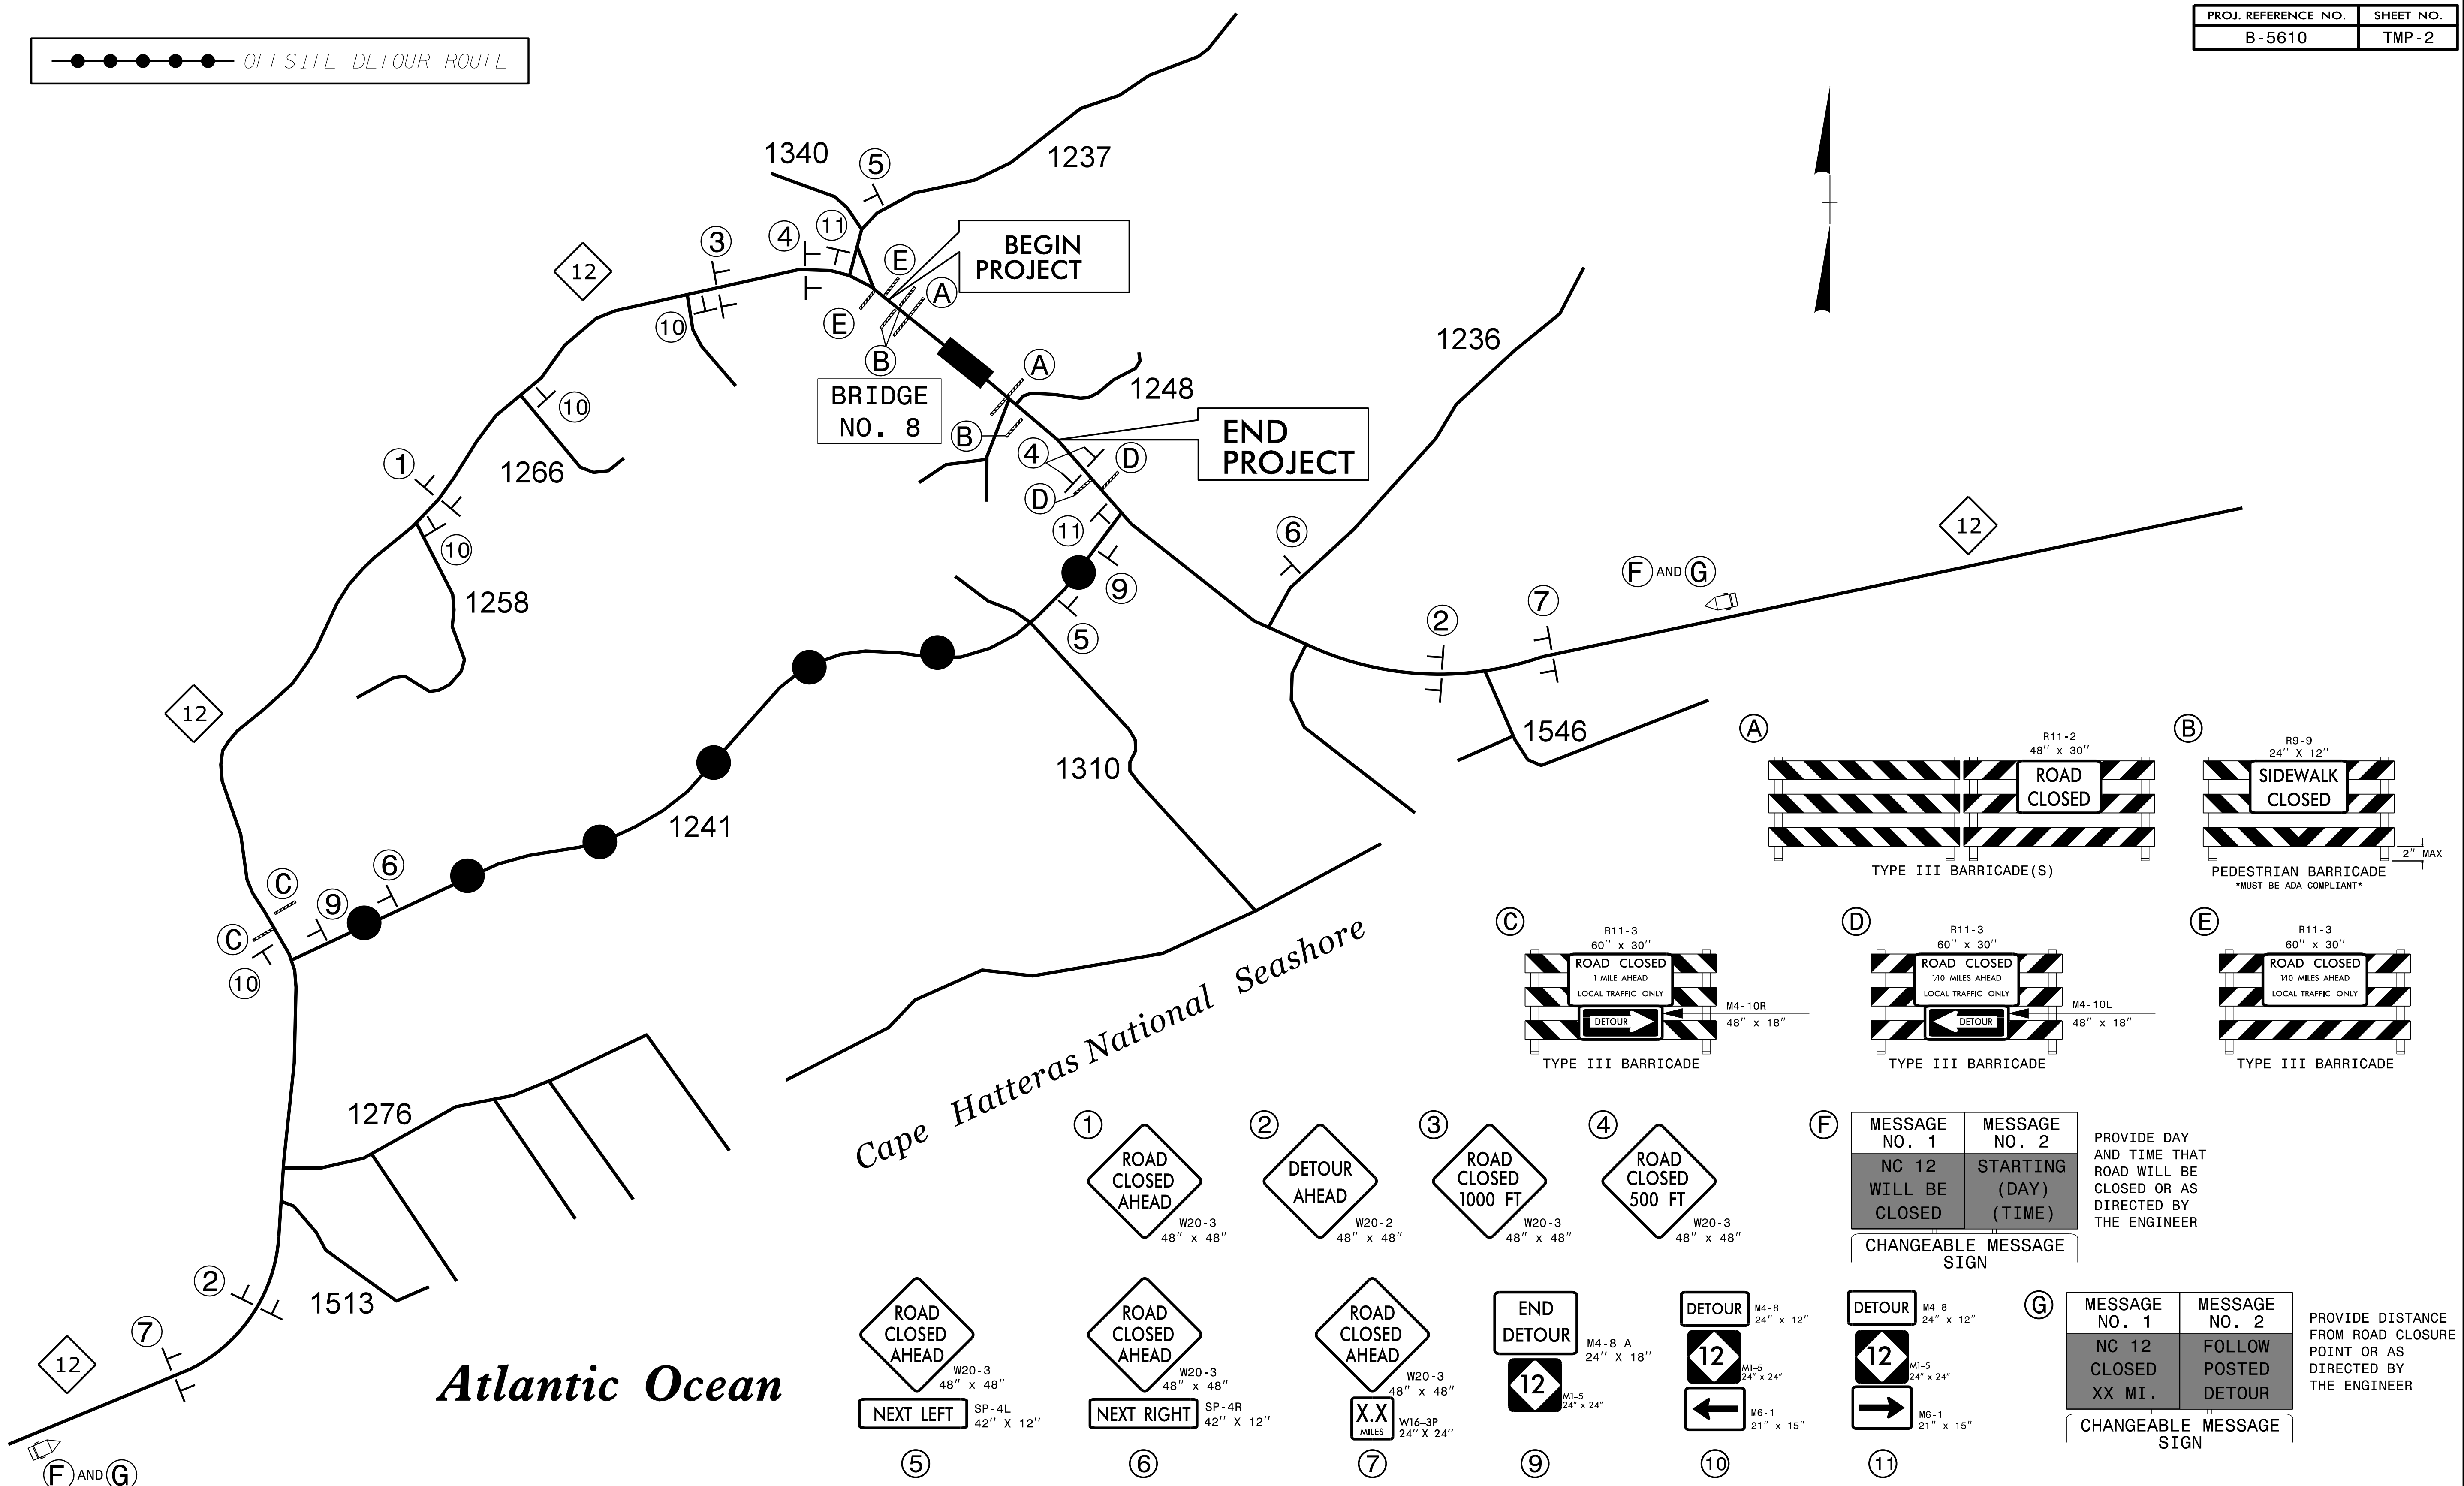 PROJ. REFERENCE NO. SHEET NO.
B-5610 TMP-2
OFFSITE DETOUR ROUTE
1340
5
1237
11
4
3
12
E
BEGIN
PROJECT
A
E
10
B
1236
A
1248
BRIDGE
NO. 8
10
B
END
PROJECT
4
D
1
1266
D
11
6
12
10
9
F AND G
7
1258
5
2
12
1546
1310
1241
6
C
9
C
10
Cape Hatteras National Seashore
1276
2
1513
7
12
Atlantic Ocean
F AND G
A
R11-2
48" x 30"
ROAD
CLOSED
TYPE III BARRICADE(S)
B
R9-9
24" X 12"
SIDEWALK
CLOSED
2" MAX
PEDESTRIAN BARRICADE
*MUST BE ADA-COMPLIANT*
C
R11-3
60" x 30"
ROAD CLOSED
1 MILE AHEAD
LOCAL TRAFFIC ONLY
DETOUR
M4-10R
48" x 18"
TYPE III BARRICADE
D
R11-3
60" x 30"
ROAD CLOSED
1/10 MILES AHEAD
LOCAL TRAFFIC ONLY
DETOUR
M4-10L
48" x 18"
TYPE III BARRICADE
E
R11-3
60" x 30"
ROAD CLOSED
1/10 MILES AHEAD
LOCAL TRAFFIC ONLY
TYPE III BARRICADE
1
ROAD
CLOSED
AHEAD
W20-3
48" x 48"
2
DETOUR
AHEAD
W20-2
48" x 48"
3
ROAD
CLOSED
1000 FT
W20-3
48" x 48"
4
ROAD
CLOSED
500 FT
W20-3
48" x 48"
F
MESSAGE NO. 1
NC 12
WILL BE
CLOSED
MESSAGE NO. 2
STARTING
(DAY)
(TIME)
CHANGEABLE MESSAGE
SIGN
PROVIDE DAY
AND TIME THAT
ROAD WILL BE
CLOSED OR AS
DIRECTED BY
THE ENGINEER
ROAD
CLOSED
AHEAD
W20-3
48" x 48"
NEXT LEFT
SP-4L
42" X 12"
5
ROAD
CLOSED
AHEAD
W20-3
48" x 48"
NEXT RIGHT
SP-4R
42" X 12"
6
ROAD
CLOSED
AHEAD
W20-3
48" x 48"
X.X
MILES
W16-3P
24" X 24"
7
END
DETOUR
M4-8 A
24" X 18"
12
M1-5
24" x 24"
9
DETOUR
M4-8
24" x 12"
12
M1-5
24" x 24"
M6-1
21" x 15"
10
DETOUR
M4-8
24" x 12"
12
M1-5
24" x 24"
M6-1
21" x 15"
11
G
MESSAGE NO. 1
NC 12
CLOSED
XX MI.
MESSAGE NO. 2
FOLLOW
POSTED
DETOUR
CHANGEABLE MESSAGE
SIGN
PROVIDE DISTANCE
FROM ROAD CLOSURE
POINT OR AS
DIRECTED BY
THE ENGINEER